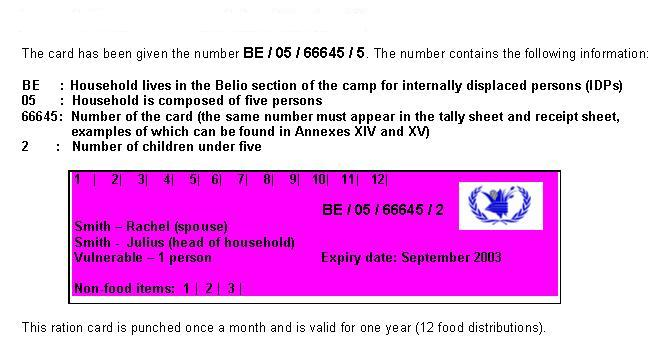 The card has been given the number BE / 05 / 66645 / 5. The number contains the following information:
BE : Household lives in the Belio section of the camp for internally displaced persons (IDPs)
05 : Household is composed of five persons
66645: Number of the card (the same number must appear in the tally sheet and receipt sheet,
examples of which can be found in Annexes XIV and XV)
2 : Number of children under five
1 | 2| 3| 4| 5| 6| 7| 8| 9| 10| 11| 12|
BE / 05 / 66645 / 2
Smith – Rachel (spouse)
Smith - Julius (head of household)
Vulnerable – 1 person Expiry date: September 2003
Non-food items: 1 | 2 | 3 |
This ration card is punched once a month and is valid for one year (12 food distributions).